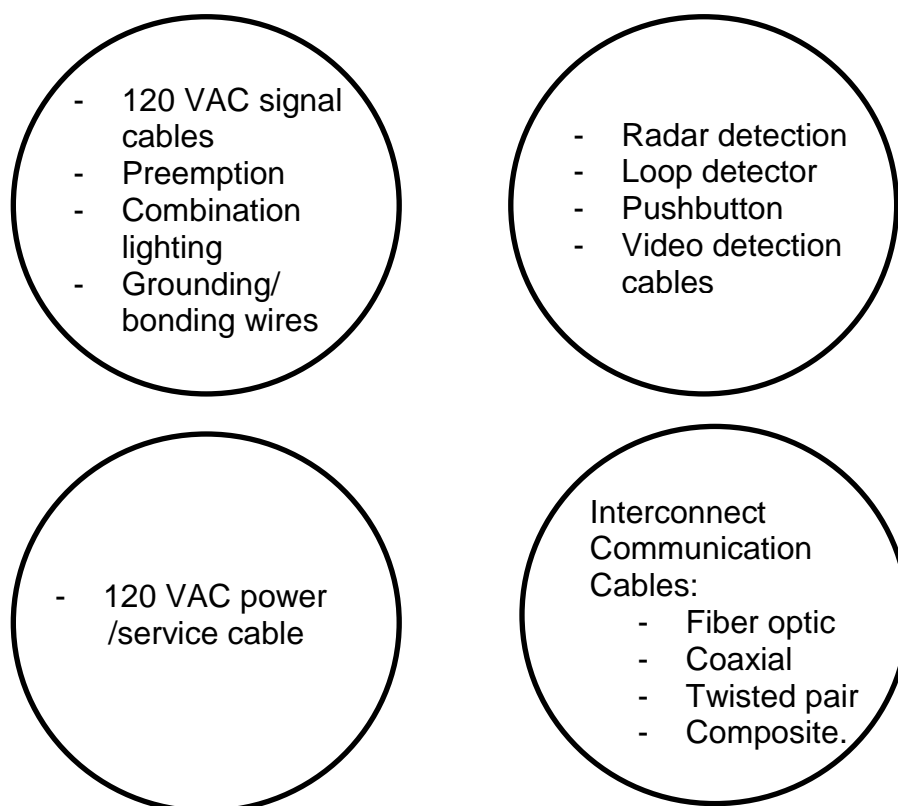 - 120 VAC signal
cables
- Preemption
- Combination
lighting
- Grounding/
bonding wires
- Radar detection
- Loop detector
- Pushbutton
- Video detection
cables
- 120 VAC power
/service cable
Interconnect
Communication
Cables:
- Fiber optic
- Coaxial
- Twisted pair
- Composite.